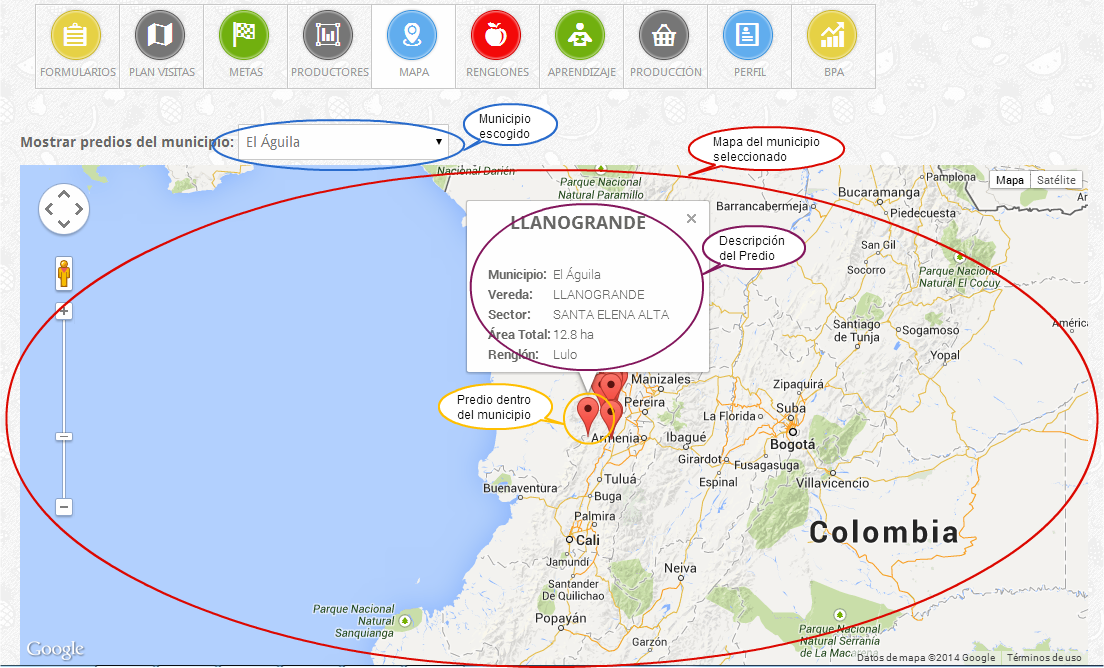 FORMULARIOS
PLAN VISITAS
METAS
PRODUCTORES
MAPA
RENGLONES
APRENDIZAJE
PRODUCCIÓN
PERFIL
BPA
Municipio
escogido
Mostrar predios del municipio:
El Águila
Mapa del municipio
seleccionado
Nacional Darién
Parque Nacional
Natural Paramillo
Pamplona
Mapa
Satélite
Bucaramanga
Ar
Barrancabermeja
Piedecuesta
LLANOGRANDE
Descripción
del Predio
San Gil
Socorro
Parque Nacional
Natural El Cocuy
Municipio: El Águila
Vereda: LLANOGRANDE
Sector: SANTA ELENA ALTA
Área Total: 12.8 ha
Renglón: Lulo
Santiago
de Tunja
Sogamoso
Améric
Yopal
Manizales
Zipaquirá
Predio dentro
del municipio
Pereira
La Florida
Suba
Armenia
Ibagué
Bogotá
Girardot
Fusagasuga
Tuluá
Espinal
Villavicencio
Buenaventura
Buga
Palmira
Colombia
Cali
Jamundí
Neiva
Santander
De Quilichao
Parque Nacional
Natural
Sanquianga
Popayán
Parque Nacional
Natural Serranía
de La Macarena
Garzón
Google
Datos de mapa ©2014 Google
Términos de uso